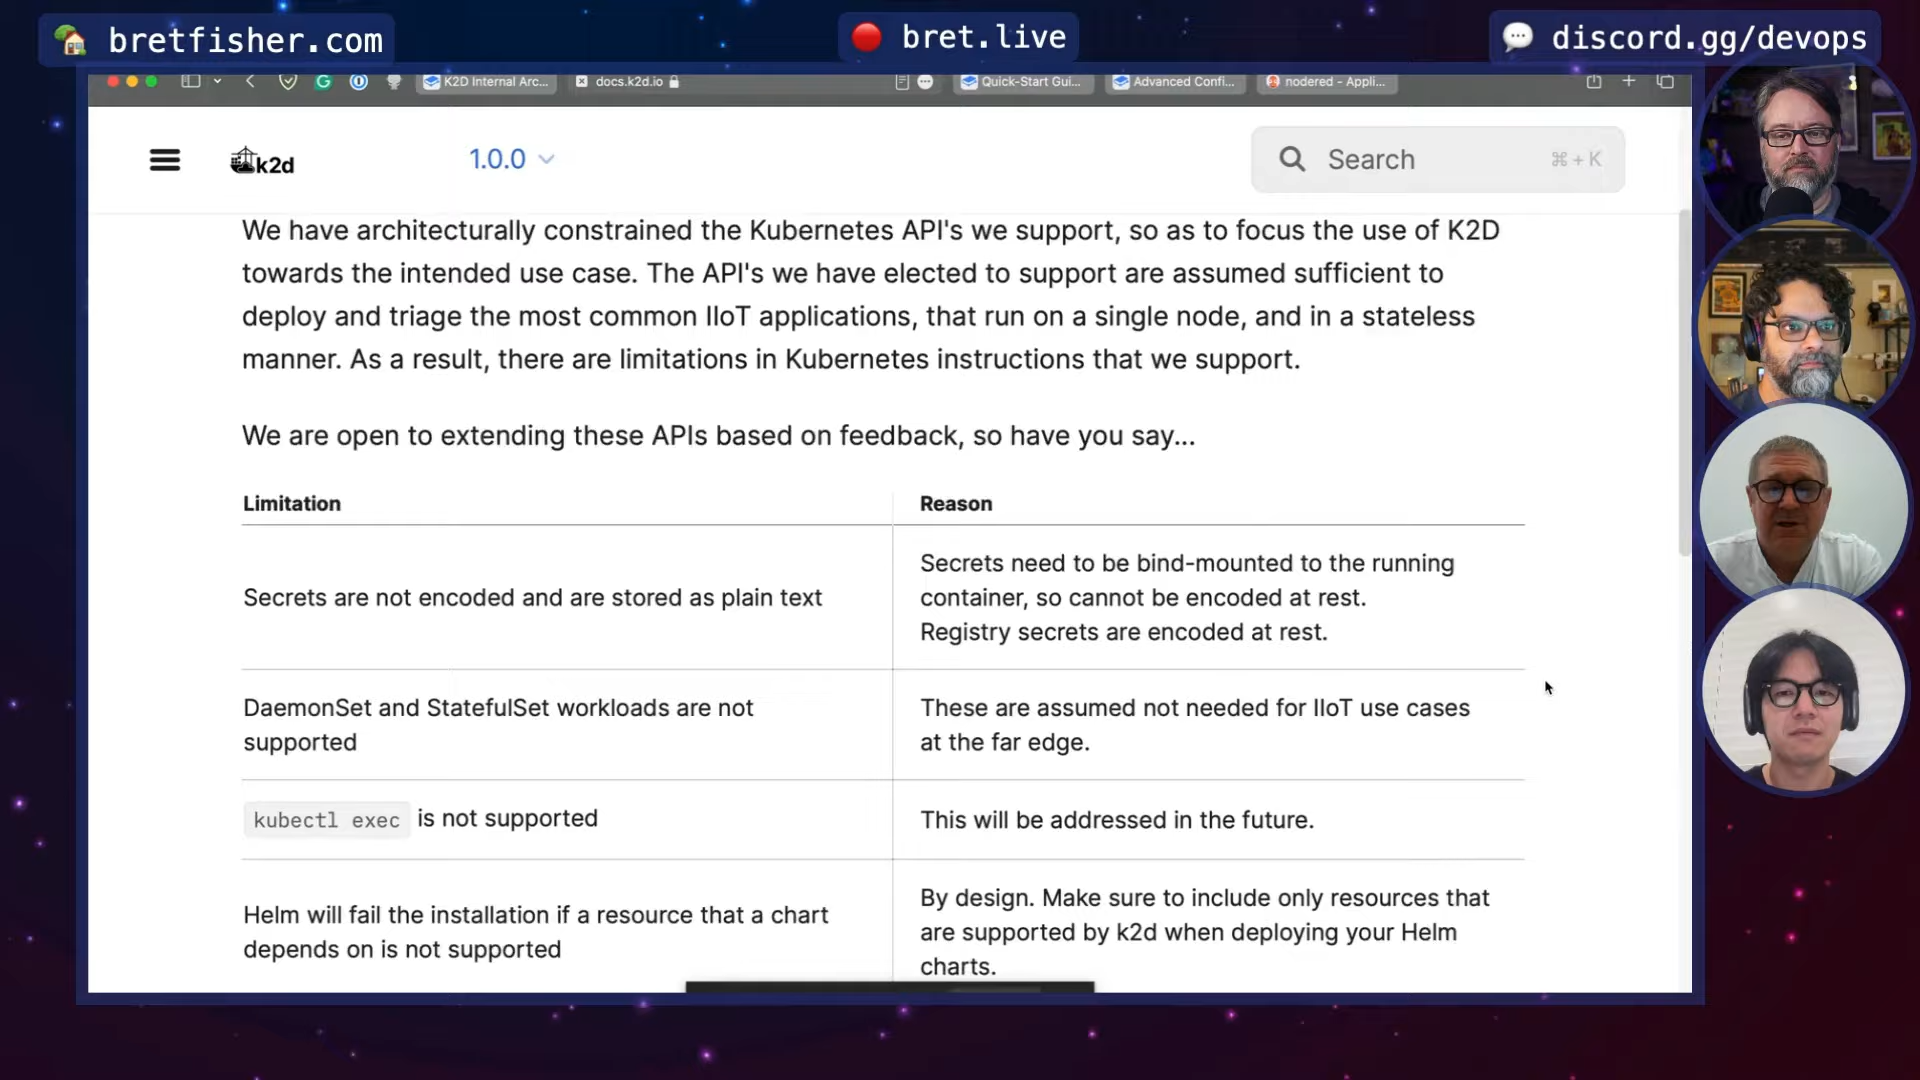 bretfisher.com
bret.live
discord.gg/devops
K2D Internal Arc...
docs.k2d.io
Quick-Start Gui...
Advanced Confi...
nodered - Appli...
k2d
1.0.0
Search
⌘ + K
We have architecturally constrained the Kubernetes API's we support, so as to focus the use of K2D
towards the intended use case. The API's we have elected to support are assumed sufficient to
deploy and triage the most common IIoT applications, that run on a single node, and in a stateless
manner. As a result, there are limitations in Kubernetes instructions that we support.
We are open to extending these APIs based on feedback, so have you say...
Limitation
Reason
Secrets are not encoded and are stored as plain text
Secrets need to be bind-mounted to the running
container, so cannot be encoded at rest.
Registry secrets are encoded at rest.
DaemonSet and StatefulSet workloads are not
supported
These are assumed not needed for IIoT use cases
at the far edge.
kubectl exec is not supported
This will be addressed in the future.
Helm will fail the installation if a resource that a chart
depends on is not supported
By design. Make sure to include only resources that
are supported by k2d when deploying your Helm
charts.